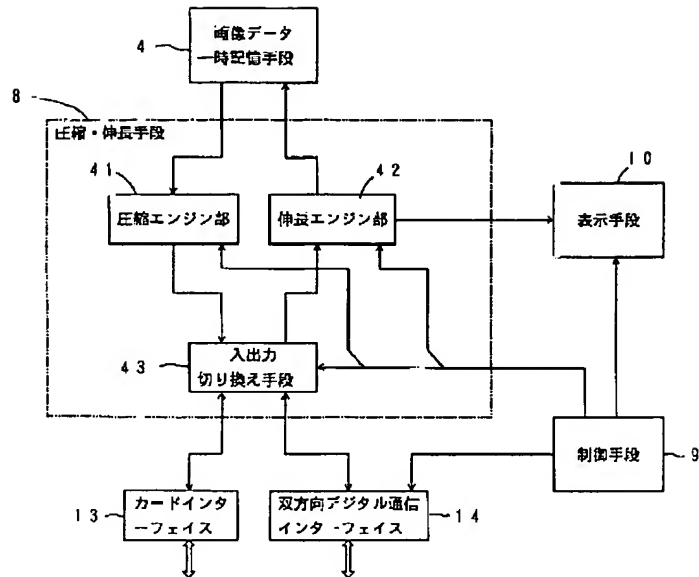 4
画像データ
一時記憶手段
8
圧縮・伸長手段
41
圧縮エンジン部
42
伸長エンジン部
10
表示手段
43
入出力
切り換え手段
制御手段
9
13
カードインタ
ーフェイス
双方向デジタル通信
インターフェイス
14